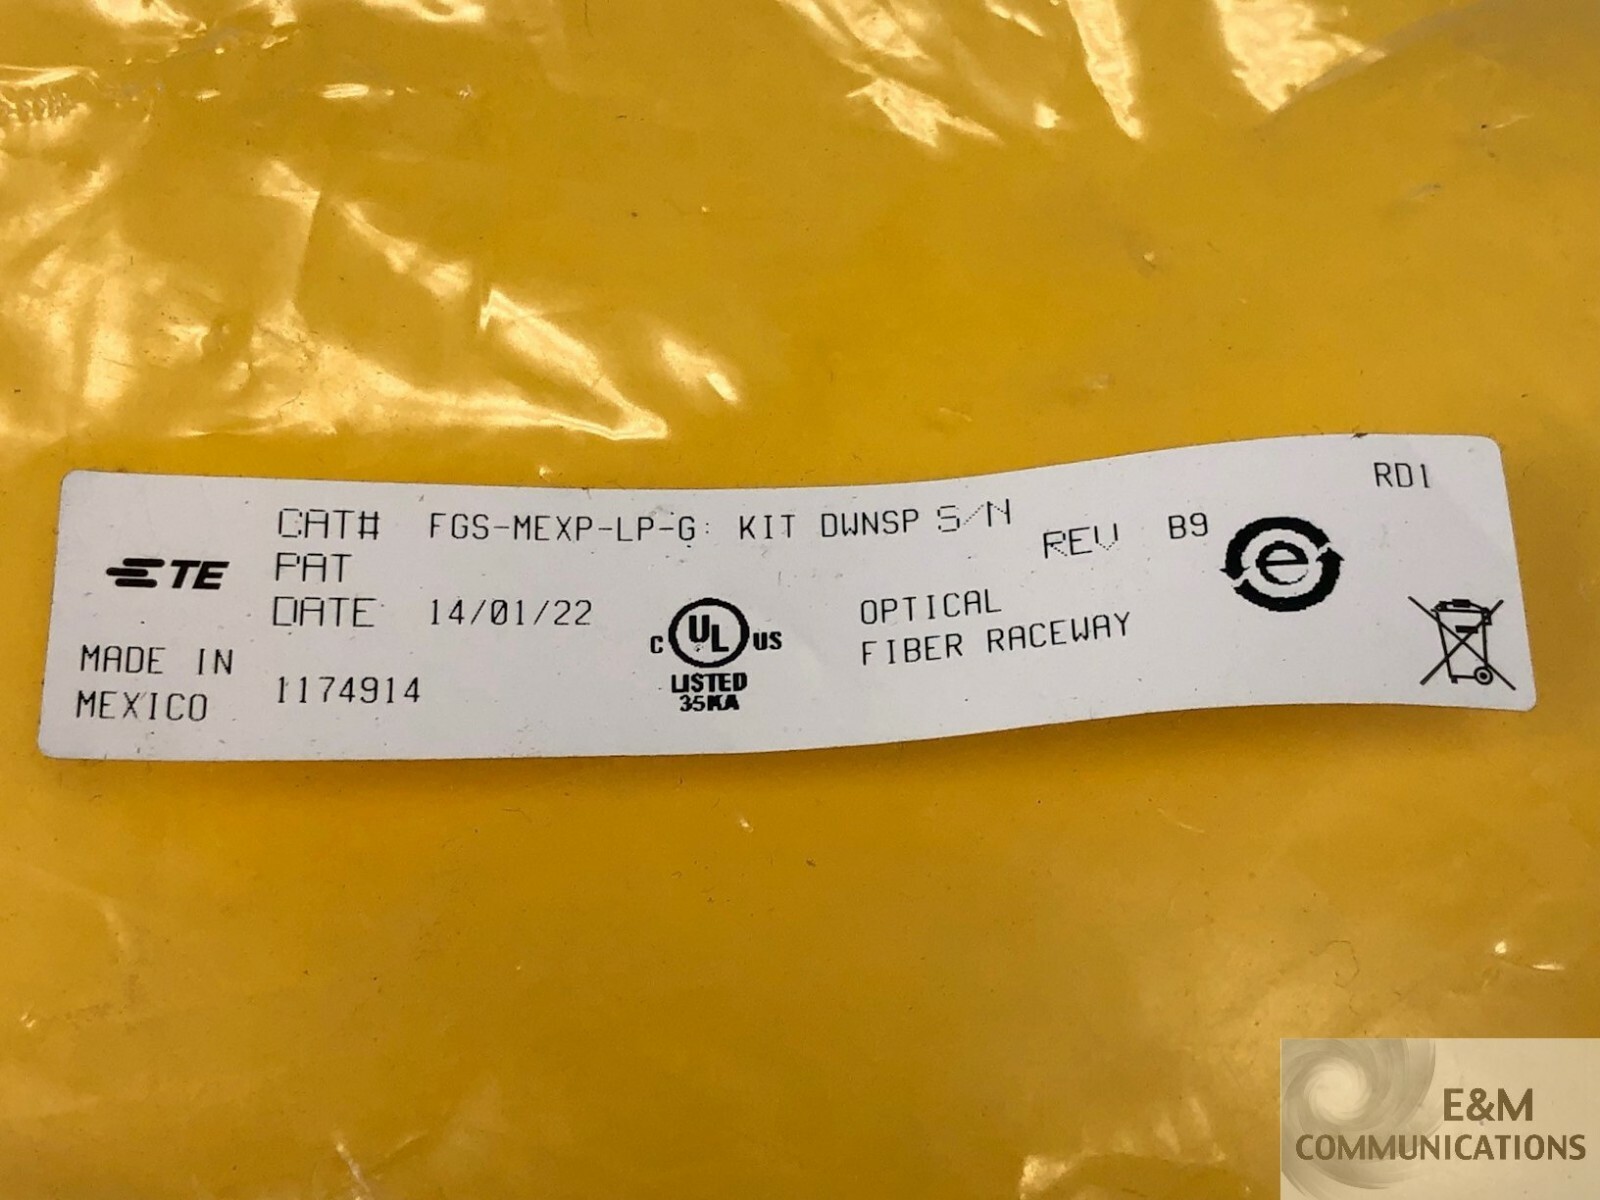 RD1
CAT# FGS-MEXP-LP-G: KIT DWNSP S/N REV B9
TE PAT
DATE 14/01/22
MADE IN
MEXICO 1174914
C UL US
LISTED
35KA
OPTICAL
FIBER RACEWAY
e
E&M
COMMUNICATIONS